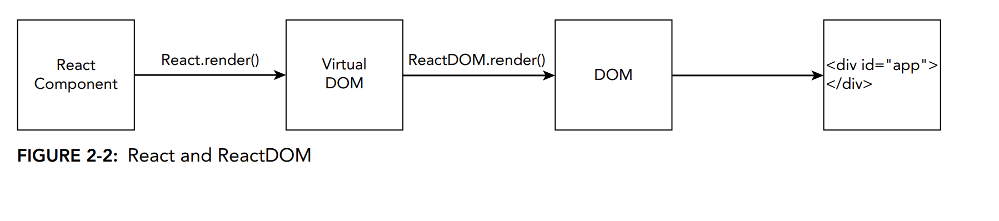 React
Component
React.render()
Virtual
DOM
ReactDOM.render()
DOM
<div id="app">
</div>
FIGURE 2-2: React and ReactDOM